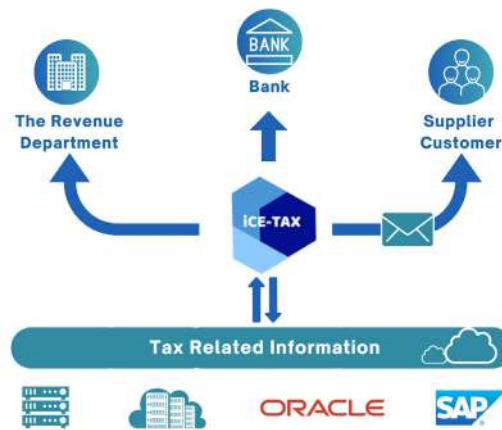 BANK
Bank
The Revenue
Department
Supplier
Customer
iCE-TAX
Tax Related Information
ORACLE
SAP